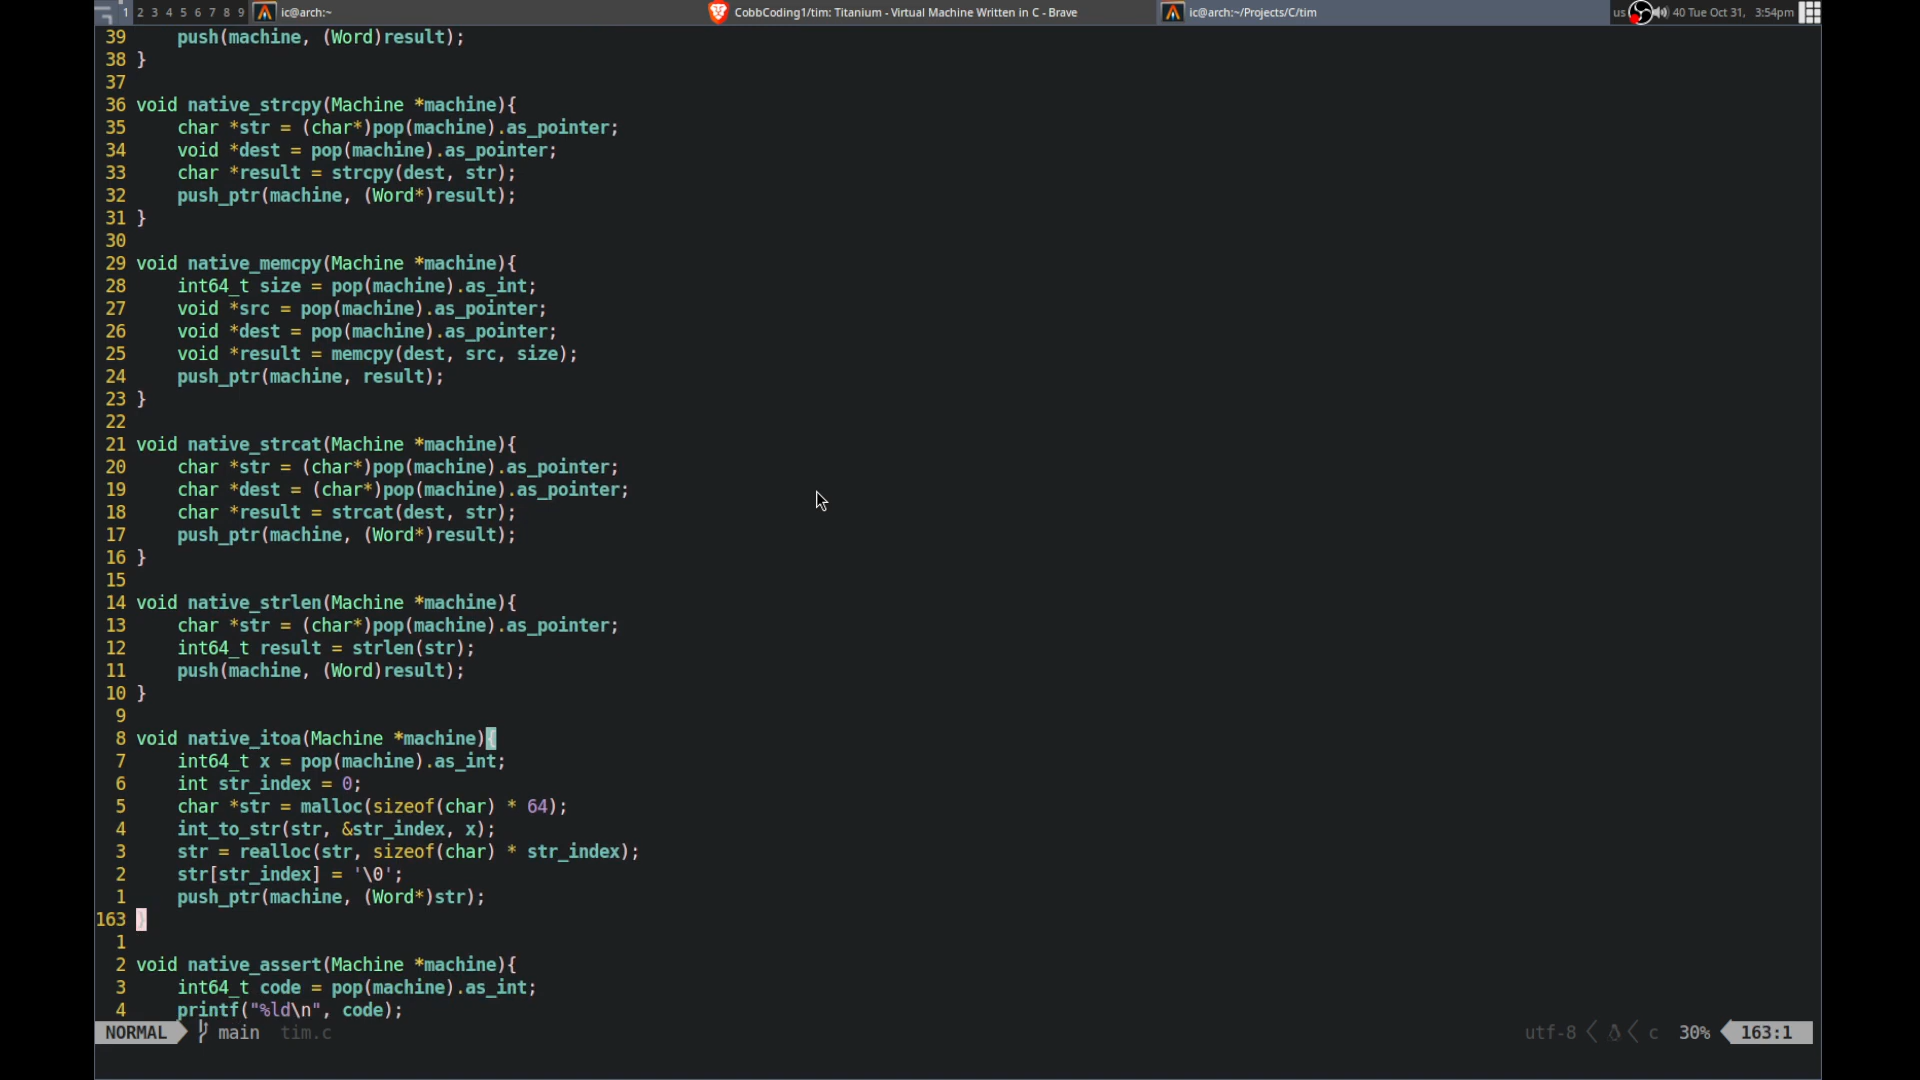 1 2 3 4 5 6 7 8 9 ic@arch:~ CobbCoding1/tim: Titanium - Virtual Machine Written in C - Brave ic@arch:~/Projects/C/tim us 40 Tue Oct 31, 3:54pm
39 push(machine, (Word)result);
38 }
37
36 void native_strcpy(Machine *machine){
35 char *str = (char*)pop(machine).as_pointer;
34 void *dest = pop(machine).as_pointer;
33 char *result = strcpy(dest, str);
32 push_ptr(machine, (Word*)result);
31 }
30
29 void native_memcpy(Machine *machine){
28 int64_t size = pop(machine).as_int;
27 void *src = pop(machine).as_pointer;
26 void *dest = pop(machine).as_pointer;
25 void *result = memcpy(dest, src, size);
24 push_ptr(machine, result);
23 }
22
21 void native_strcat(Machine *machine){
20 char *str = (char*)pop(machine).as_pointer;
19 char *dest = (char*)pop(machine).as_pointer;
18 char *result = strcat(dest, str);
17 push_ptr(machine, (Word*)result);
16 }
15
14 void native_strlen(Machine *machine){
13 char *str = (char*)pop(machine).as_pointer;
12 int64_t result = strlen(str);
11 push(machine, (Word)result);
10 }
9
8 void native_itoa(Machine *machine){
7 int64_t x = pop(machine).as_int;
6 int str_index = 0;
5 char *str = malloc(sizeof(char) * 64);
4 int_to_str(str, &str_index, x);
3 str = realloc(str, sizeof(char) * str_index);
2 str[str_index] = '\0';
1 push_ptr(machine, (Word*)str);
163 }
1
2 void native_assert(Machine *machine){
3 int64_t code = pop(machine).as_int;
4 printf("%ld\n", code);
NORMAL main tim.c utf-8 c 30% 163:1